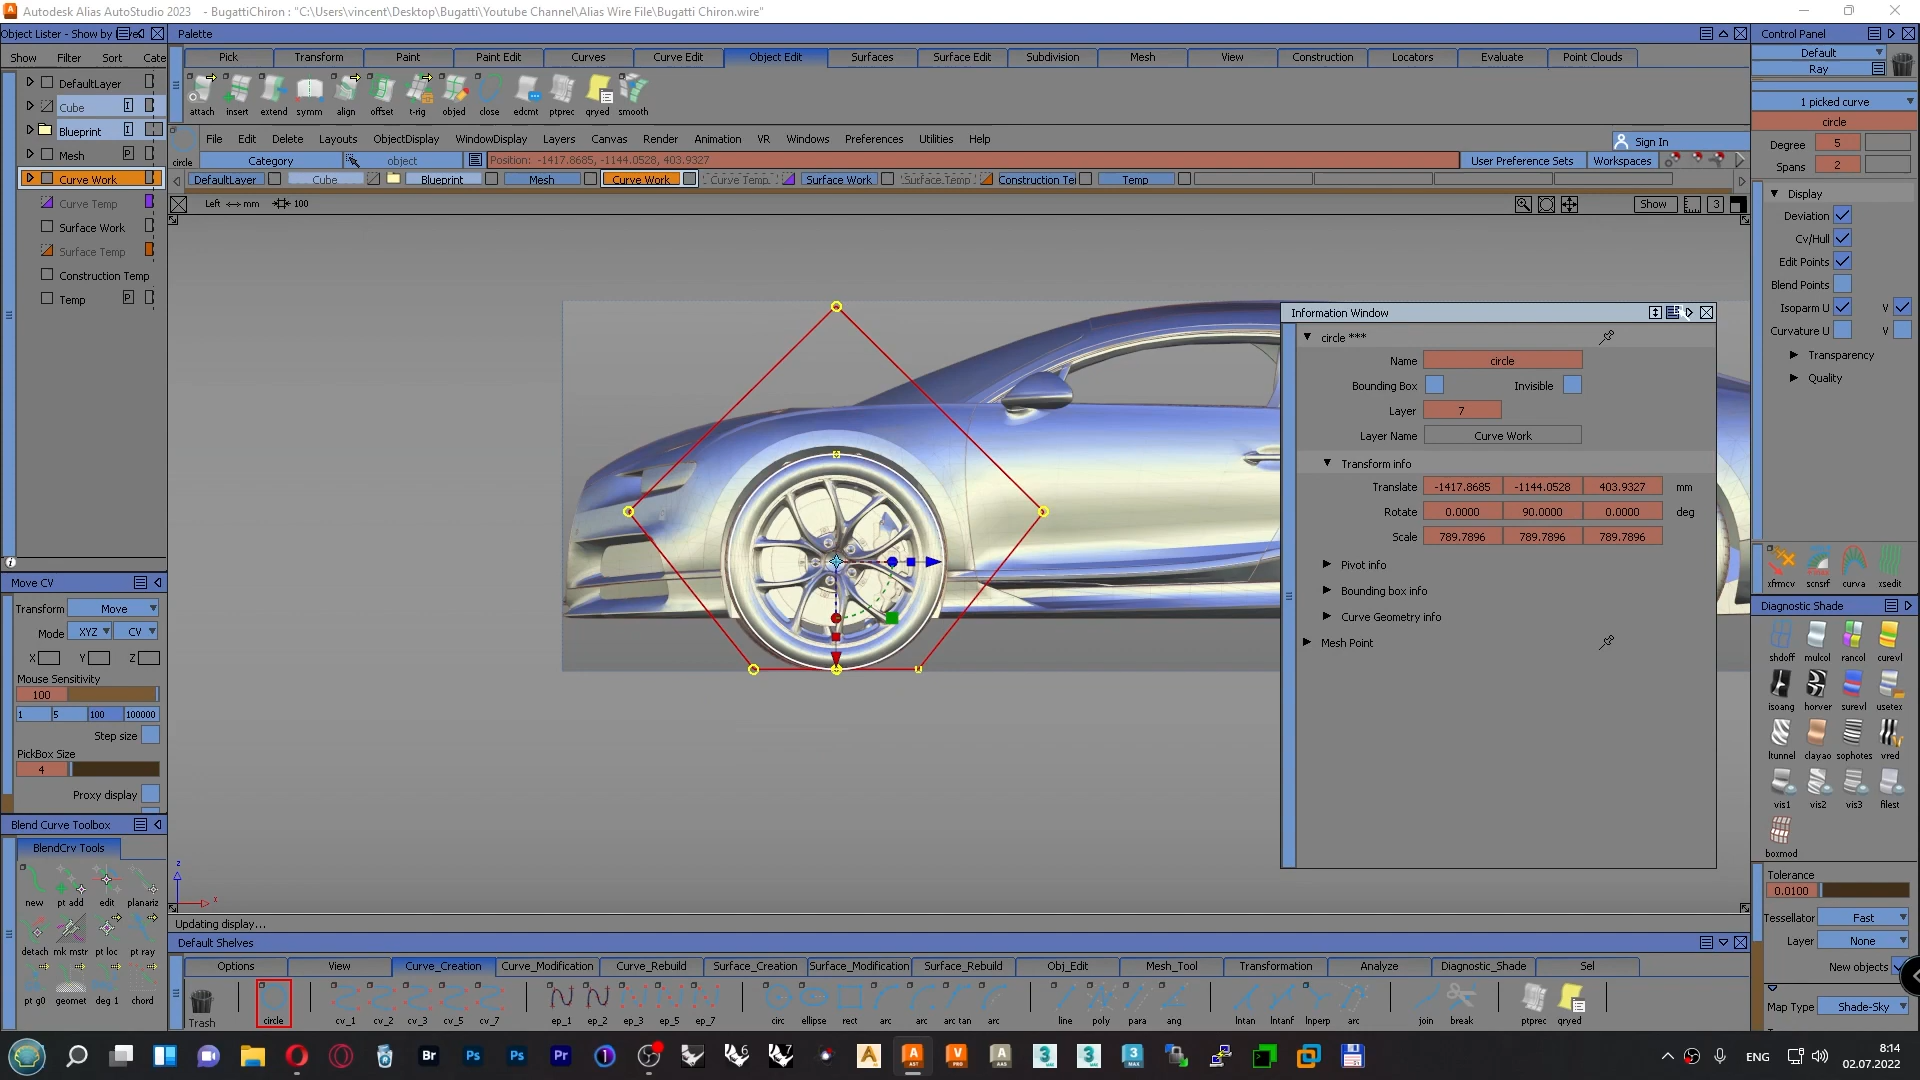 Autodesk Alias AutoStudio 2023 - BugattiChiron : "C:\Users\vincent\Desktop\Bugatti\Youtube Channel\Alias Wire File\Bugatti Chiron.wire"
Object Lister - Show by
Palette
Control Panel
Show Filter Sort Cate
Pick Transform Paint Paint Edit Curves Curve Edit Object Edit Surfaces Surface Edit Subdivision Mesh View Construction Locators Evaluate Point Clouds
Default
Ray
DefaultLayer
Cube
Blueprint
Mesh
Curve Work
Curve Temp
Surface Work
Surface Temp
Construction Temp
Temp
attach insert extend symm align offset t-rig objed close edcmt ptprec qryed smooth
File Edit Delete Layouts ObjectDisplay WindowDisplay Layers Canvas Render Animation VR Windows Preferences Utilities Help
Sign In
circle
Category
object
Position: -1417.8685, -1144.0528, 403.9327
User Preference Sets
Workspaces
DefaultLayer Cube Blueprint Mesh Curve Work Curve Temp. Surface Work Surface Temp. Construction Te Temp
Left mm 100
Show
3
1 picked curve
circle
Degree 5
Spans 2
Display
Deviation
Cv/Hull
Edit Points
Blend Points
Isoparm U V
Curvature U V
Transparency
Quality
Information Window
circle ***
Name circle
Bounding Box Invisible
Layer 7
Layer Name Curve Work
Transform info
Translate -1417.8685 -1144.0528 403.9327 mm
Rotate 0.0000 90.0000 0.0000 deg
Scale 789.7896 789.7896 789.7896
Pivot info
Bounding box info
Curve Geometry info
Mesh Point
xfrmcv scnsrf curva xsedit
Diagnostic Shade
shdoff mulcol rancol curevl
isoang horver surevl usetex
ltunnel clayao sophotes vred
vis1 vis2 vis3 filest
boxmod
Tolerance
0.0100
Tessellator Fast
Layer None
New objects
Map Type Shade-Sky
Move CV
Transform Move
Mode XYZ CV
X Y Z
Mouse Sensitivity
100
1 5 100 100000
Step size
PickBox Size
4
Proxy display
Blend Curve Toolbox
BlendCrv Tools
new pt add edit planariz
detach mk mstr pt loc pt ray
pt g0 geomet deg 1 chord
z
x
Updating display...
Default Shelves
Options View Curve_Creation Curve_Modification Curve_Rebuild Surface_Creation Surface_Modification Surface_Rebuild Obj_Edit Mesh_Tool Transformation Analyze Diagnostic_Shade Sel
Trash circle cv_1 cv_2 cv_3 cv_5 cv_7 ep_1 ep_2 ep_3 ep_5 ep_7 circ ellipse rect arc arc arc tan arc line poly para ang lntan lntanf lnperp arc join break ptprec qryed
ENG
8:14
02.07.2022